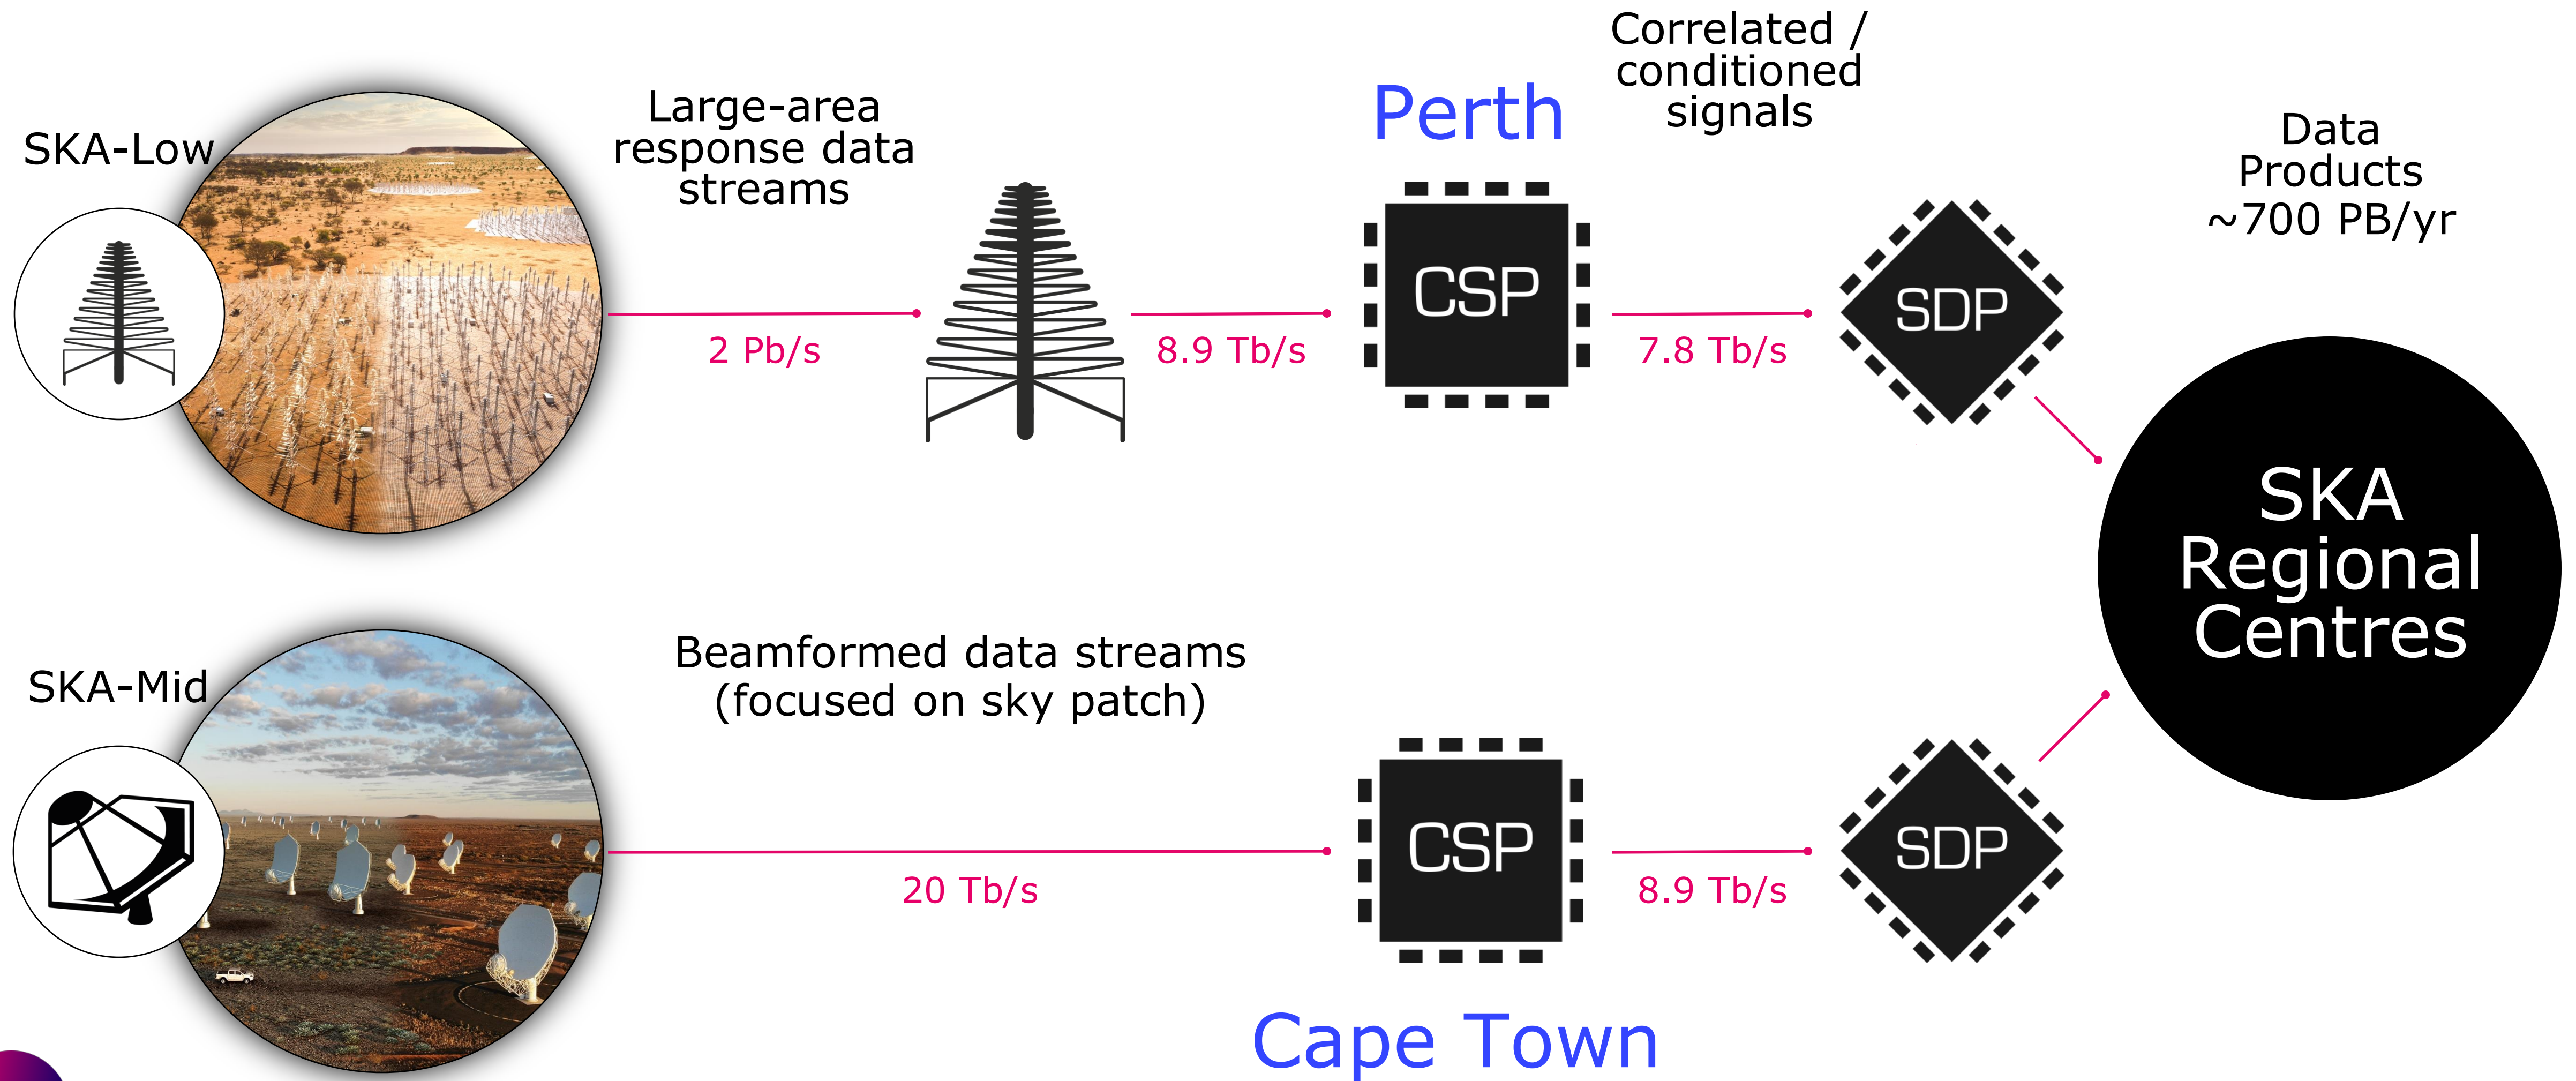 SKA-Low
Large-area
response data
streams
2 Pb/s
8.9 Tb/s
Perth
CSP
Correlated /
conditioned
signals
7.8 Tb/s
SDP
Data
Products
~700 PB/yr
SKA
Regional
Centres
SKA-Mid
Beamformed data streams
(focused on sky patch)
20 Tb/s
CSP
Cape Town
8.9 Tb/s
SDP